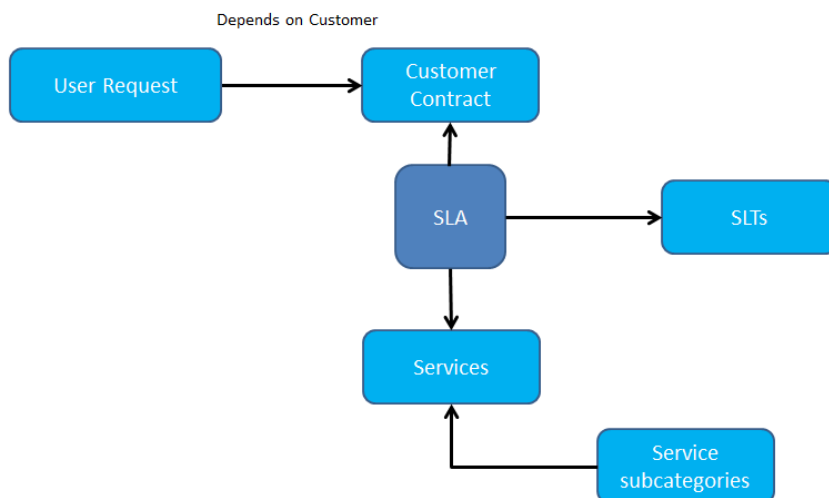 Depends on Customer
User Request
Customer
Contract
SLA
SLTs
Services
Service
subcategories